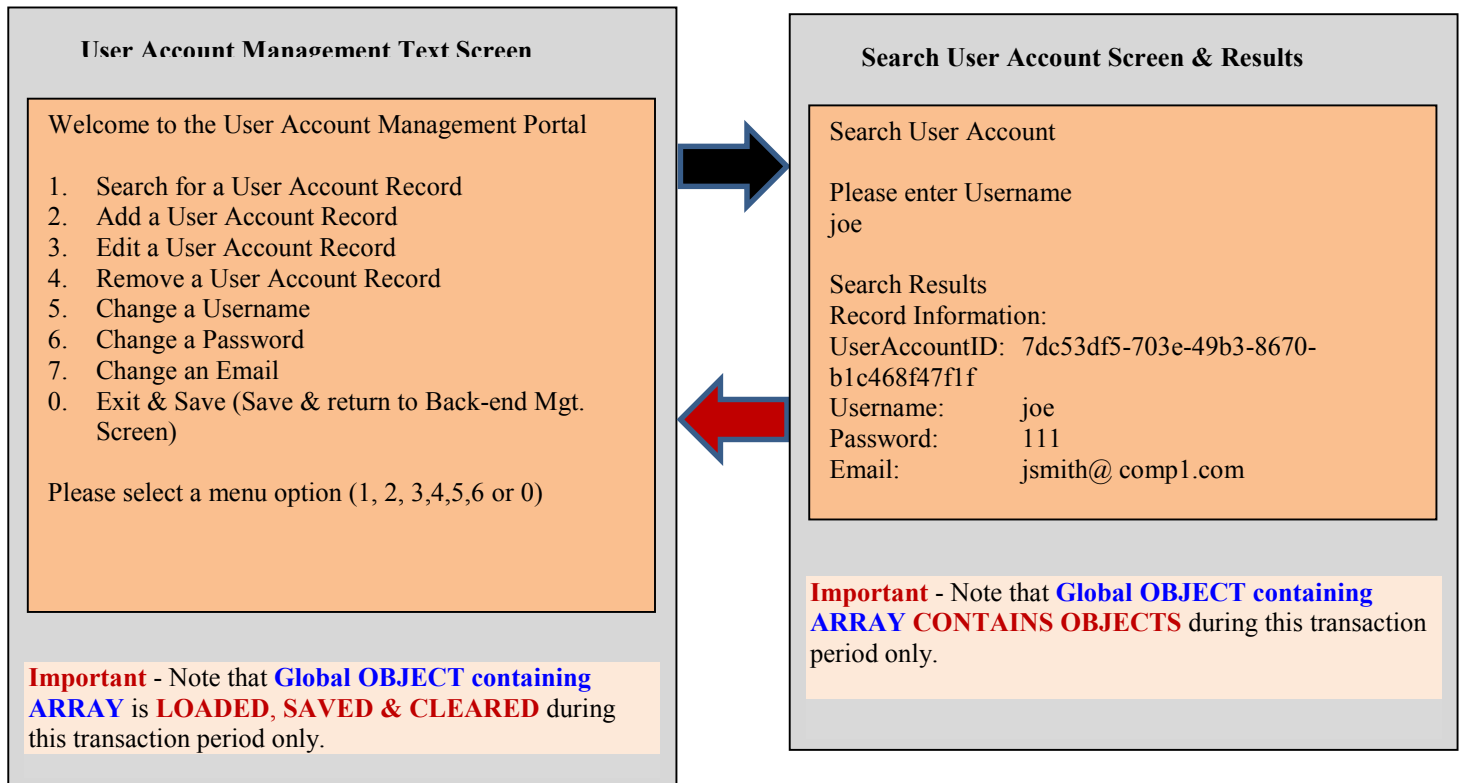 User Account Management Text Screen
Welcome to the User Account Management Portal
1. Search for a User Account Record
2. Add a User Account Record
3. Edit a User Account Record
4. Remove a User Account Record
5. Change a Username
6. Change a Password
7. Change an Email
0. Exit & Save (Save & return to Back-end Mgt.
Screen)
Please select a menu option (1, 2, 3,4,5,6 or 0)
Important - Note that Global OBJECT containing
ARRAY is LOADED, SAVED & CLEARED during
this transaction period only.
Search User Account Screen & Results
Search User Account
Please enter Username
joe
Search Results
Record Information:
UserAccountID: 7dc53df5-703e-49b3-8670-
b1c468f47f1f
Username: joe
Password: 111
Email: jsmith@ comp1.com
Important - Note that Global OBJECT containing
ARRAY CONTAINS OBJECTS during this transaction
period only.